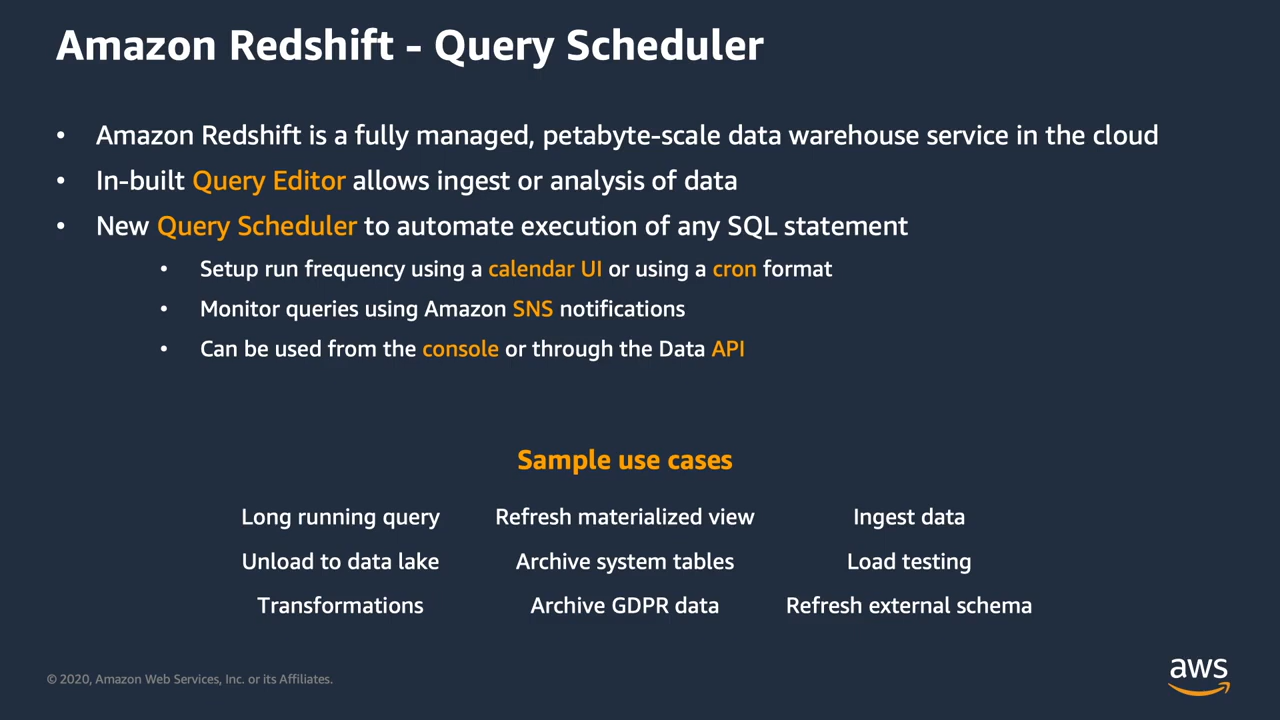 Amazon Redshift - Query Scheduler
• Amazon Redshift is a fully managed, petabyte-scale data warehouse service in the cloud
• In-built Query Editor allows ingest or analysis of data
• New Query Scheduler to automate execution of any SQL statement
• Setup run frequency using a calendar UI or using a cron format
• Monitor queries using Amazon SNS notifications
• Can be used from the console or through the Data API
Sample use cases
Long running query Refresh materialized view Ingest data
Unload to data lake Archive system tables Load testing
Transformations Archive GDPR data Refresh external schema
© 2020, Amazon Web Services, Inc. or its Affiliates.
aws